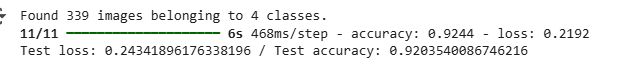 Found 339 images belonging to 4 classes.
11/11 ━━━━━━━━━━━━━━━━━━━━ 6s 468ms/step - accuracy: 0.9244 - loss: 0.2192
Test loss: 0.24341896176338196 / Test accuracy: 0.9203540086746216